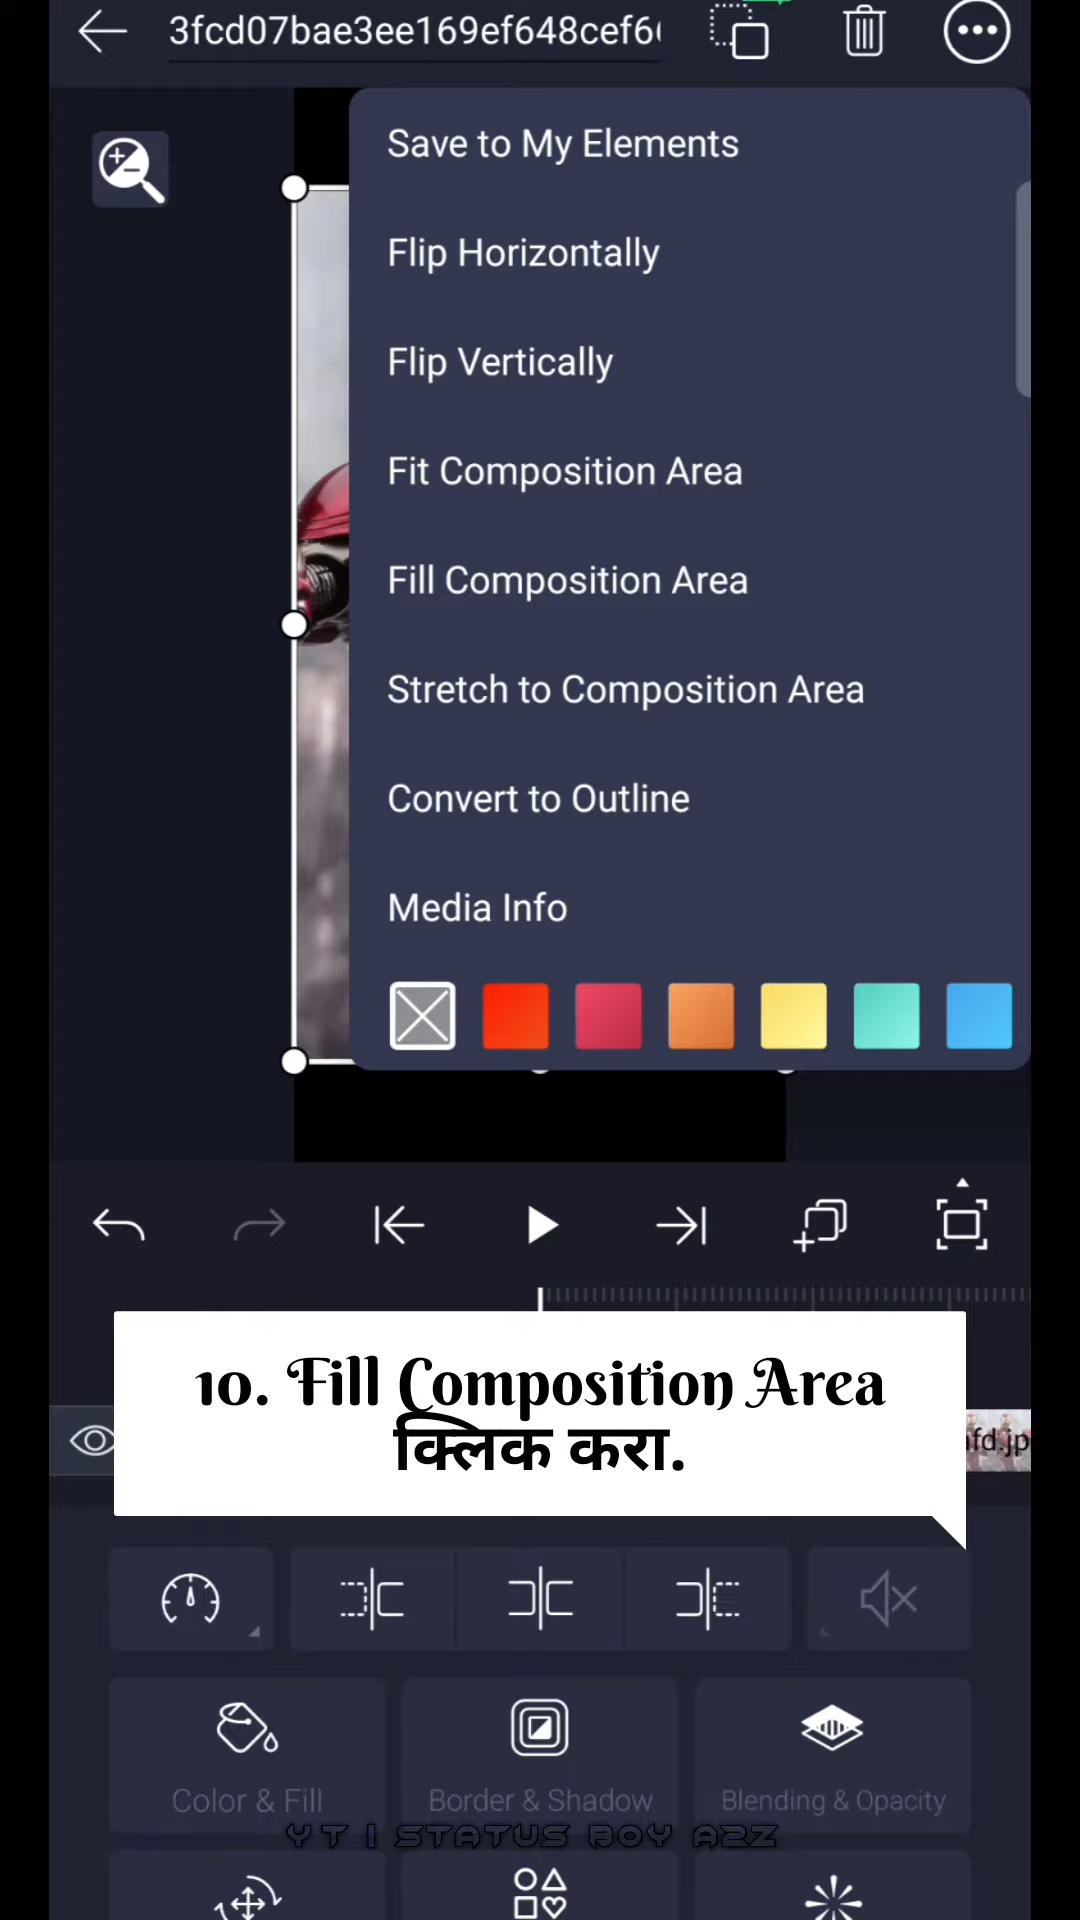 3fcd07bae3ee169ef648cef6
Save to My Elements
Flip Horizontally
Flip Vertically
Fit Composition Area
Fill Composition Area
Stretch to Composition Area
Convert to Outline
Media Info
10. Fill Composition Area
क्लिक करा.
fd.jp
Color & Fill
Border & Shadow
Blending & Opacity
YT | STATUS BOY A2Z